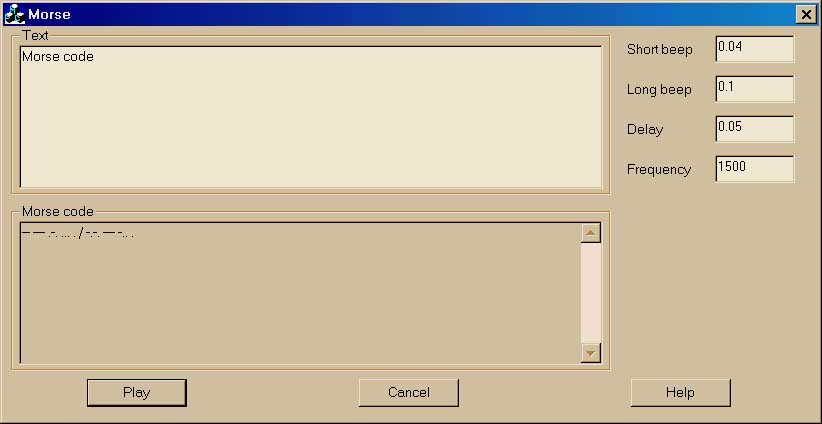 Morse
Text
Morse code
Short beep 0.04
Long beep 0.1
Delay 0.05
Frequency 1500
Morse code
-- --- .-. ... . / -.-. --- -.. .
Play Cancel Help